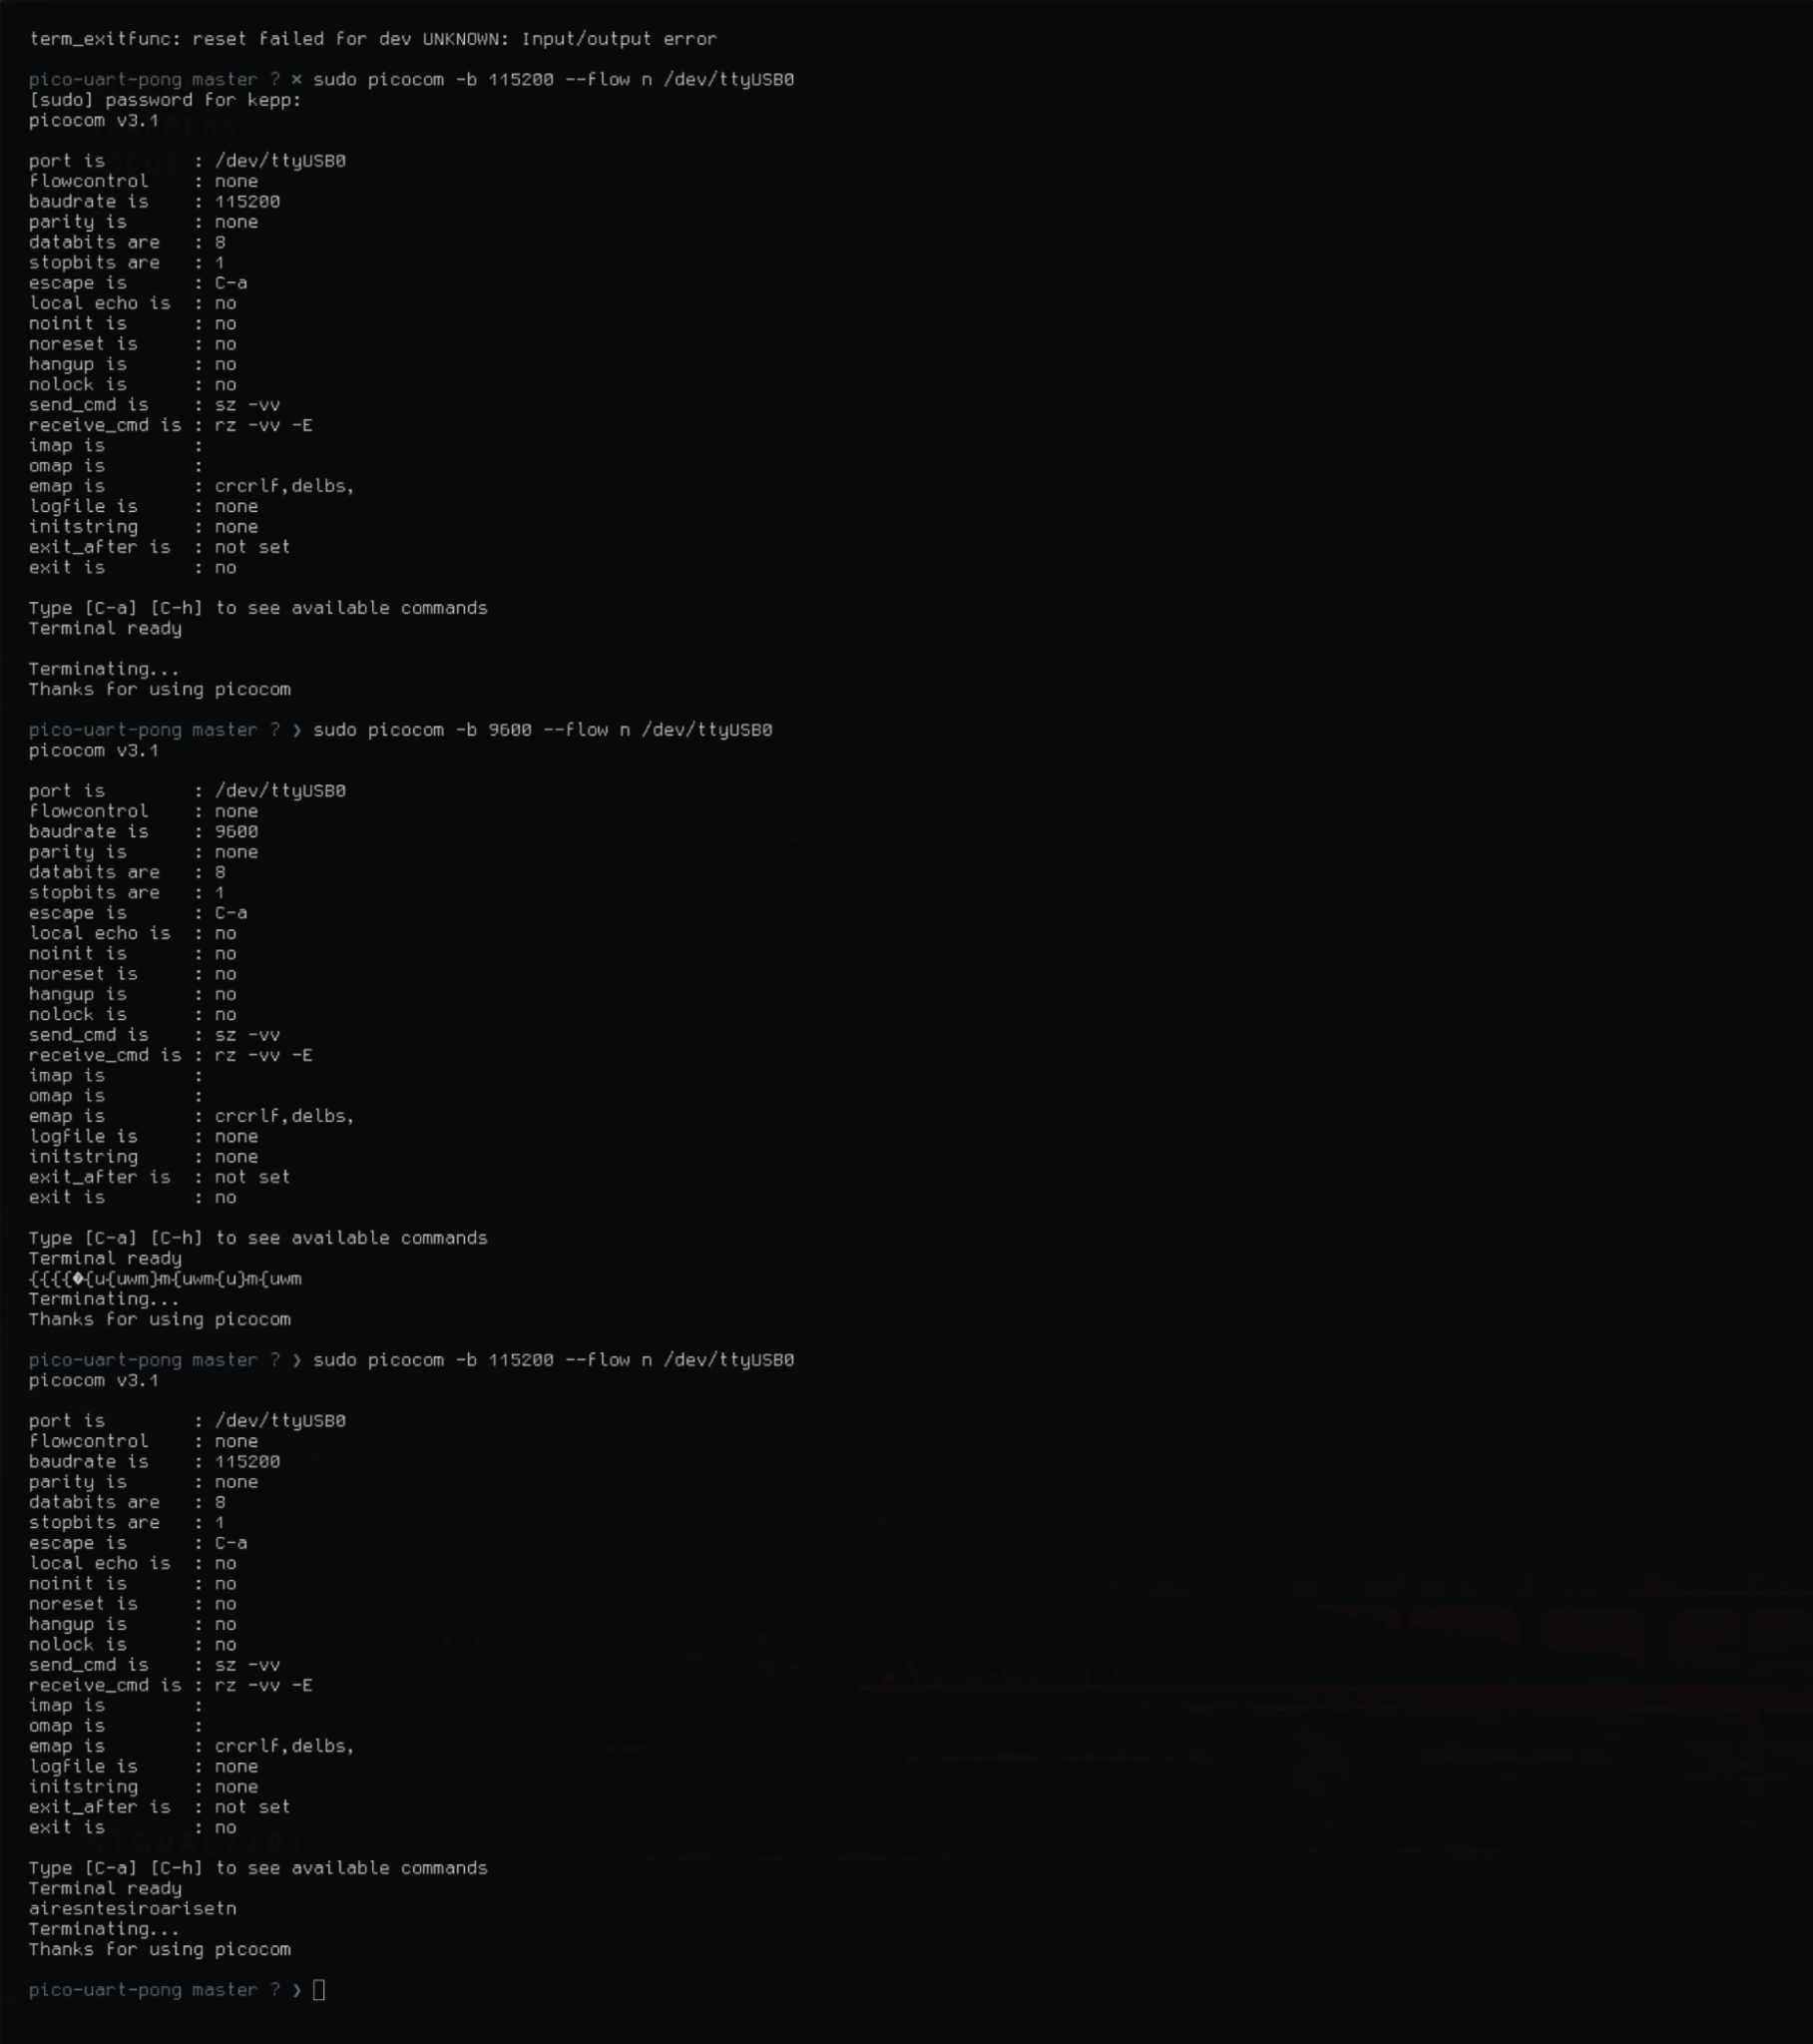 term_exitfunc: reset failed for dev UNKNOWN: Input/output error
pico-uart-pong master ? × sudo picocom -b 115200 --flow n /dev/ttyUSB0
[sudo] password for kepp:
picocom v3.1
port is          : /dev/ttyUSB0
flowcontrol      : none
baudrate is      : 115200
parity is        : none
databits are     : 8
stopbits are     : 1
escape is        : C-a
local echo is    : no
noinit is        : no
noreset is       : no
hangup is        : no
nolock is        : no
send_cmd is      : sz -vv
receive_cmd is   : rz -vv -E
imap is          :
omap is          :
emap is          : crcrlf,delbs,
logfile is       : none
initstring       : none
exit_after is    : not set
exit is          : no
Type [C-a] [C-h] to see available commands
Terminal ready
Terminating...
Thanks for using picocom
pico-uart-pong master ? ❯ sudo picocom -b 9600 --flow n /dev/ttyUSB0
picocom v3.1
port is          : /dev/ttyUSB0
flowcontrol      : none
baudrate is      : 9600
parity is        : none
databits are     : 8
stopbits are     : 1
escape is        : C-a
local echo is    : no
noinit is        : no
noreset is       : no
hangup is        : no
nolock is        : no
send_cmd is      : sz -vv
receive_cmd is   : rz -vv -E
imap is          :
omap is          :
emap is          : crcrlf,delbs,
logfile is       : none
initstring       : none
exit_after is    : not set
exit is          : no
Type [C-a] [C-h] to see available commands
Terminal ready
{{{{�{u{uwm}m{uwm{u}m{uwm
Terminating...
Thanks for using picocom
pico-uart-pong master ? ❯ sudo picocom -b 115200 --flow n /dev/ttyUSB0
picocom v3.1
port is          : /dev/ttyUSB0
flowcontrol      : none
baudrate is      : 115200
parity is        : none
databits are     : 8
stopbits are     : 1
escape is        : C-a
local echo is    : no
noinit is        : no
noreset is       : no
hangup is        : no
nolock is        : no
send_cmd is      : sz -vv
receive_cmd is   : rz -vv -E
imap is          :
omap is          :
emap is          : crcrlf,delbs,
logfile is       : none
initstring       : none
exit_after is    : not set
exit is          : no
Type [C-a] [C-h] to see available commands
Terminal ready
airesntesiroarisetn
Terminating...
Thanks for using picocom
pico-uart-pong master ? ❯